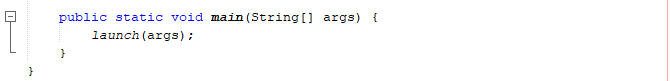 public static void main(String[] args) {
launch(args);
}
}